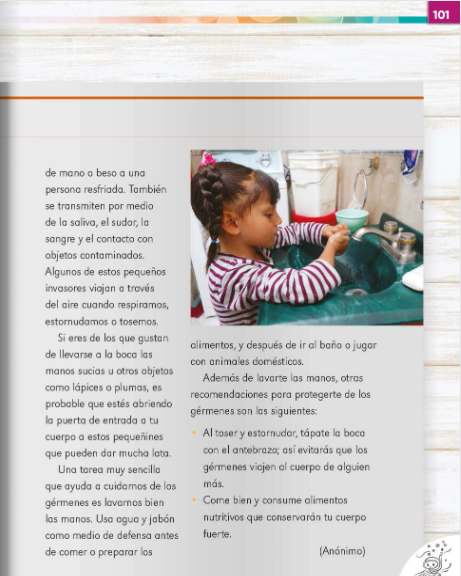 101
de mano o beso a una
persona resfriada. También
se transmiten por medio
de la saliva, el sudor, la
sangre y el contacto con
objetos contaminados.
Algunos de estos pequeños
invasores viajan a través
del aire cuando respiramos,
estornudamos o tosemos.
Si eres de los que gustan
de llevarse a la boca las
manos sucias u otros objetos
como lápices o plumas, es
probable que estés abriendo
la puerta de entrada a tu
cuerpo a estos pequeñines
que pueden dar mucha lata.
Una tarea muy sencilla
que ayuda a cuidarnos de los
gérmenes es lavarnos bien
las manos. Usa agua y jabón
como medio de defensa antes
de comer o preparar los
alimentos, y después de ir al baño o jugar
con animales domésticos.
Además de lavarte las manos, otras
recomendaciones para protegerte de los
gérmenes son las siguientes:
• Al toser y estornudar, tápate la boca
con el antebrazo; así evitarás que los
gérmenes viajen al cuerpo de alguien
más.
• Come bien y consume alimentos
nutritivos que conservarán tu cuerpo
fuerte.
(Anónimo)